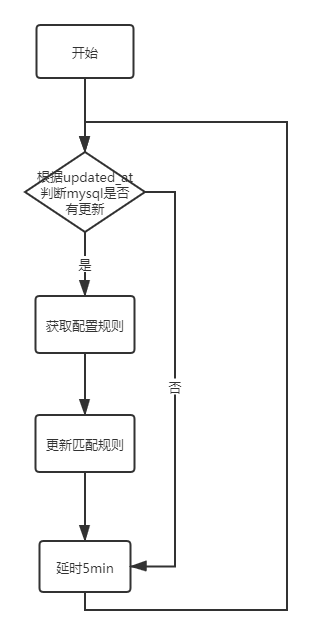 开始
根据updated_at
判断mysql是否
有更新
是
获取配置规则
否
更新匹配规则
延时5min